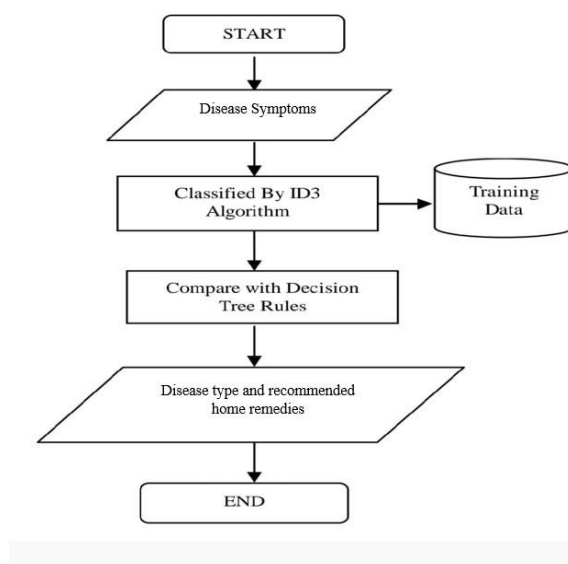 START
Disease Symptoms
Classified By ID3
Algorithm
Training
Data
Compare with Decision
Tree Rules
Disease type and recommended
home remedies
END